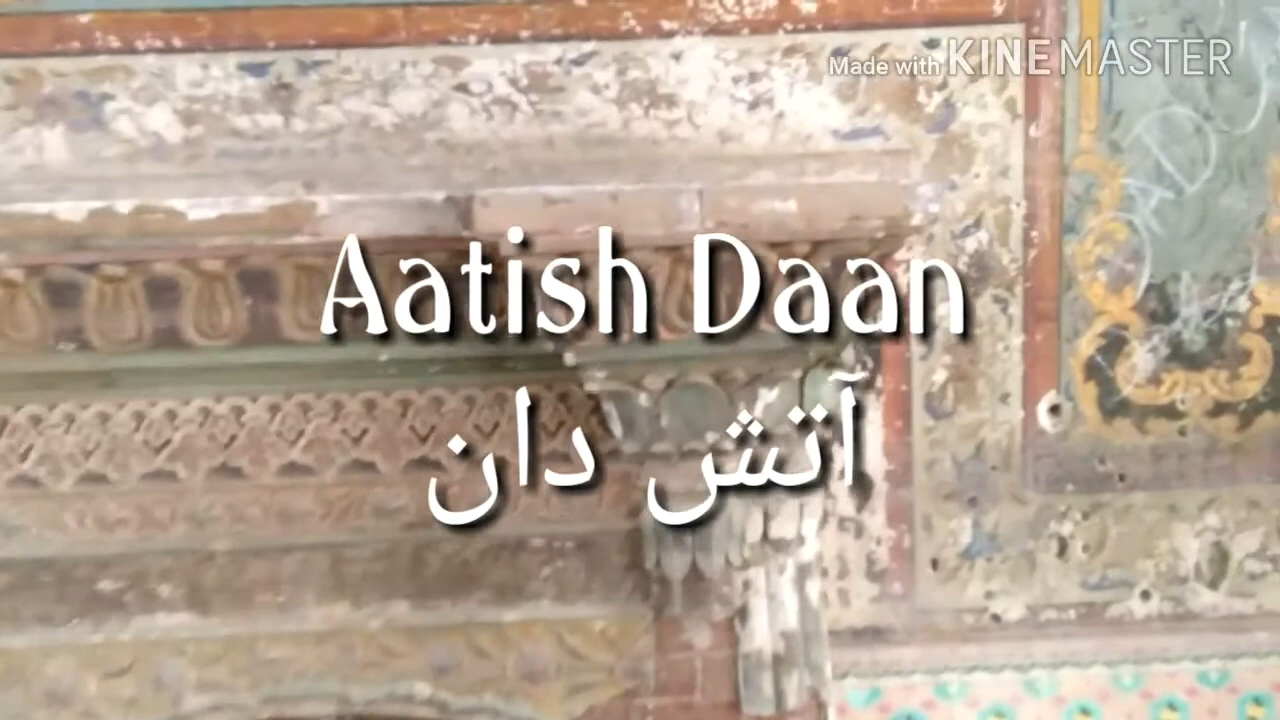 Made with KINEMASTER
Aatish Daan
آتش دان